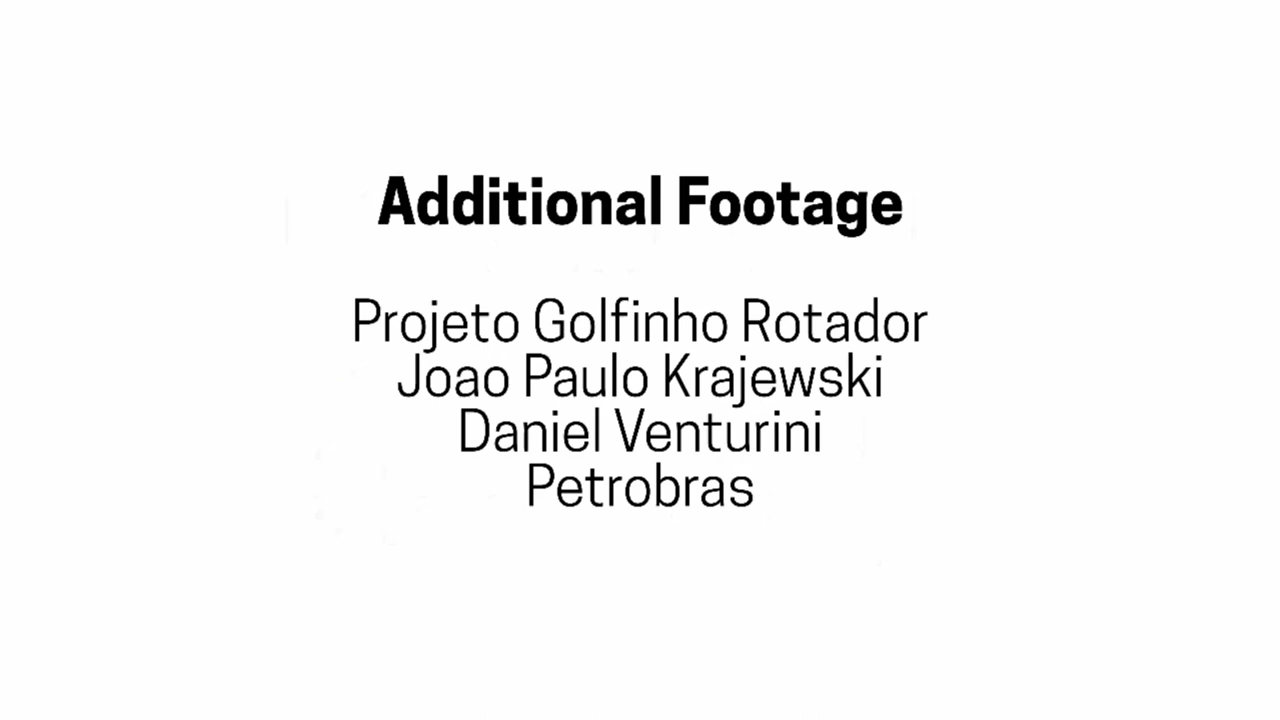 Additional Footage
Projeto Golfinho Rotador
Joao Paulo Krajewski
Daniel Venturini
Petrobras